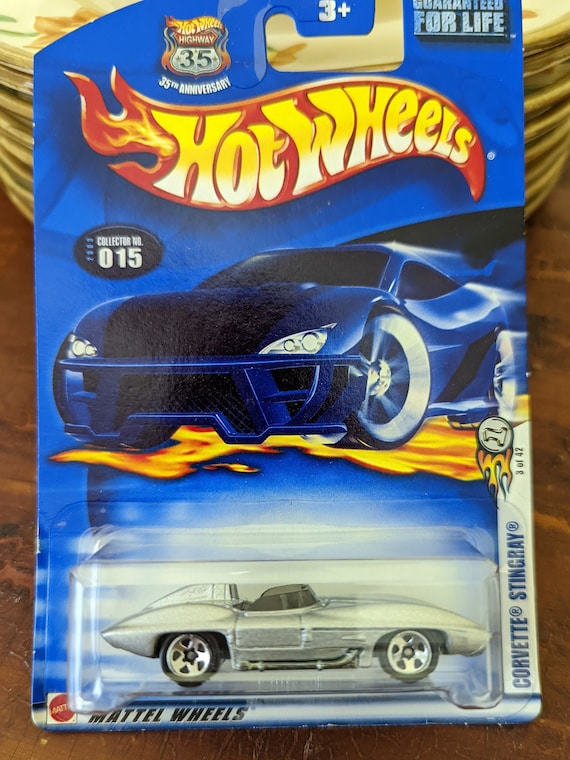 Hot Wheels
HIGHWAY
35
35TH ANNIVERSARY
3+
GUARANTEED
FOR LIFE
HOT WHEELS®
2003
COLLECTOR NO.
015
3 of 42
CORVETTE® STINGRAY®
MATTEL WHEELS